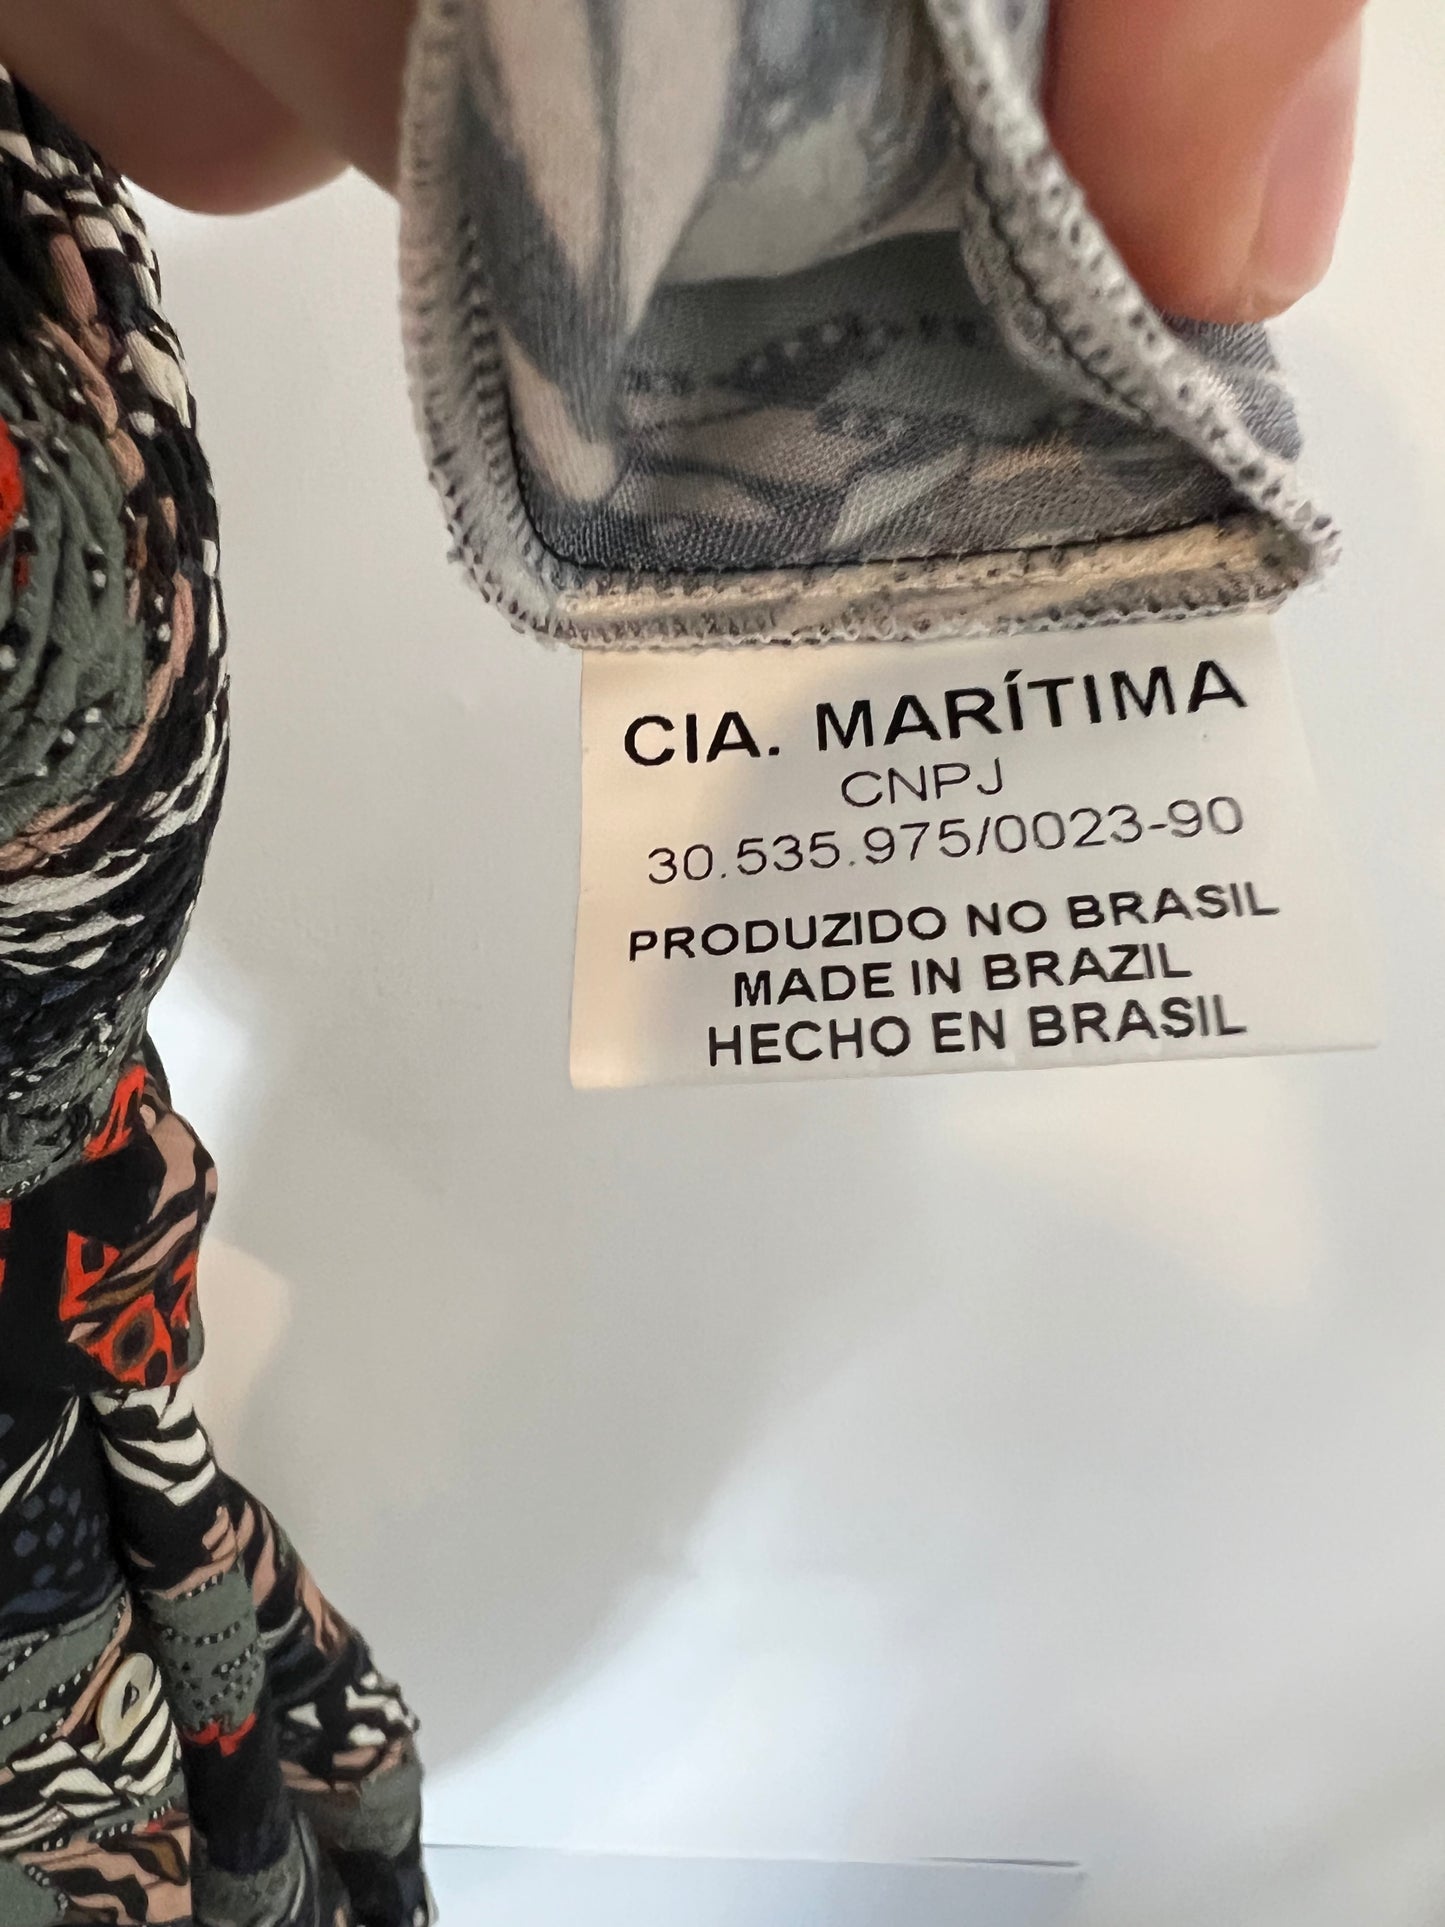 CIA. MARÍTIMA
CNPJ
30.535.975/0023-90
PRODUZIDO NO BRASIL
MADE IN BRAZIL
HECHO EN BRASIL